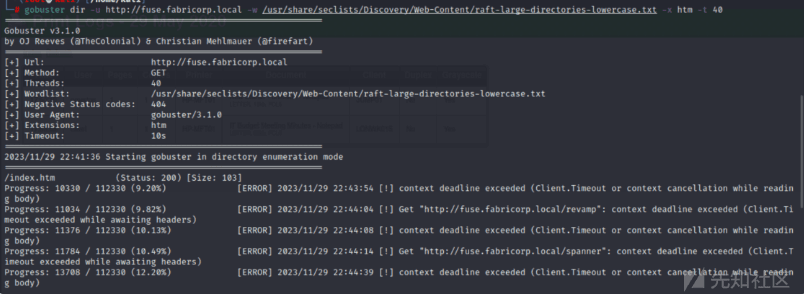 gobuster dir -u http://fuse.fabricorp.local -w /usr/share/seclists/Discovery/Web-Content/raft-large-directories-lowercase.txt -x htm -t 40
Gobuster v3.1.0
by OJ Reeves (@TheColonial) & Christian Mehlmauer (@firefart)
[+] Url: http://fuse.fabricorp.local
[+] Method: GET
[+] Threads: 40
[+] Wordlist: /usr/share/seclists/Discovery/Web-Content/raft-large-directories-lowercase.txt
[+] Negative Status codes: 404
[+] User Agent: gobuster/3.1.0
[+] Extensions: htm
[+] Timeout: 10s
2023/11/29 22:41:36 Starting gobuster in directory enumeration mode
/index.htm (Status: 200) [Size: 103]
Progress: 10330 / 112330 (9.20%) [ERROR] 2023/11/29 22:43:54 [!] context deadline exceeded (Client.Timeout or context cancellation while readin
g body)
Progress: 11034 / 112330 (9.82%) [ERROR] 2023/11/29 22:44:04 [!] Get "http://fuse.fabricorp.local/revamp": context deadline exceeded (Client.Ti
meout exceeded while awaiting headers)
Progress: 11376 / 112330 (10.13%) [ERROR] 2023/11/29 22:44:08 [!] context deadline exceeded (Client.Timeout or context cancellation while readin
g body)
Progress: 11784 / 112330 (10.49%) [ERROR] 2023/11/29 22:44:14 [!] Get "http://fuse.fabricorp.local/spanner": context deadline exceeded (Client.T
imeout exceeded while awaiting headers)
Progress: 13708 / 112330 (12.20%) [ERROR] 2023/11/29 22:44:39 [!] context deadline exceeded (Client.Timeout or context cancellation while readin
g body)
先知社区